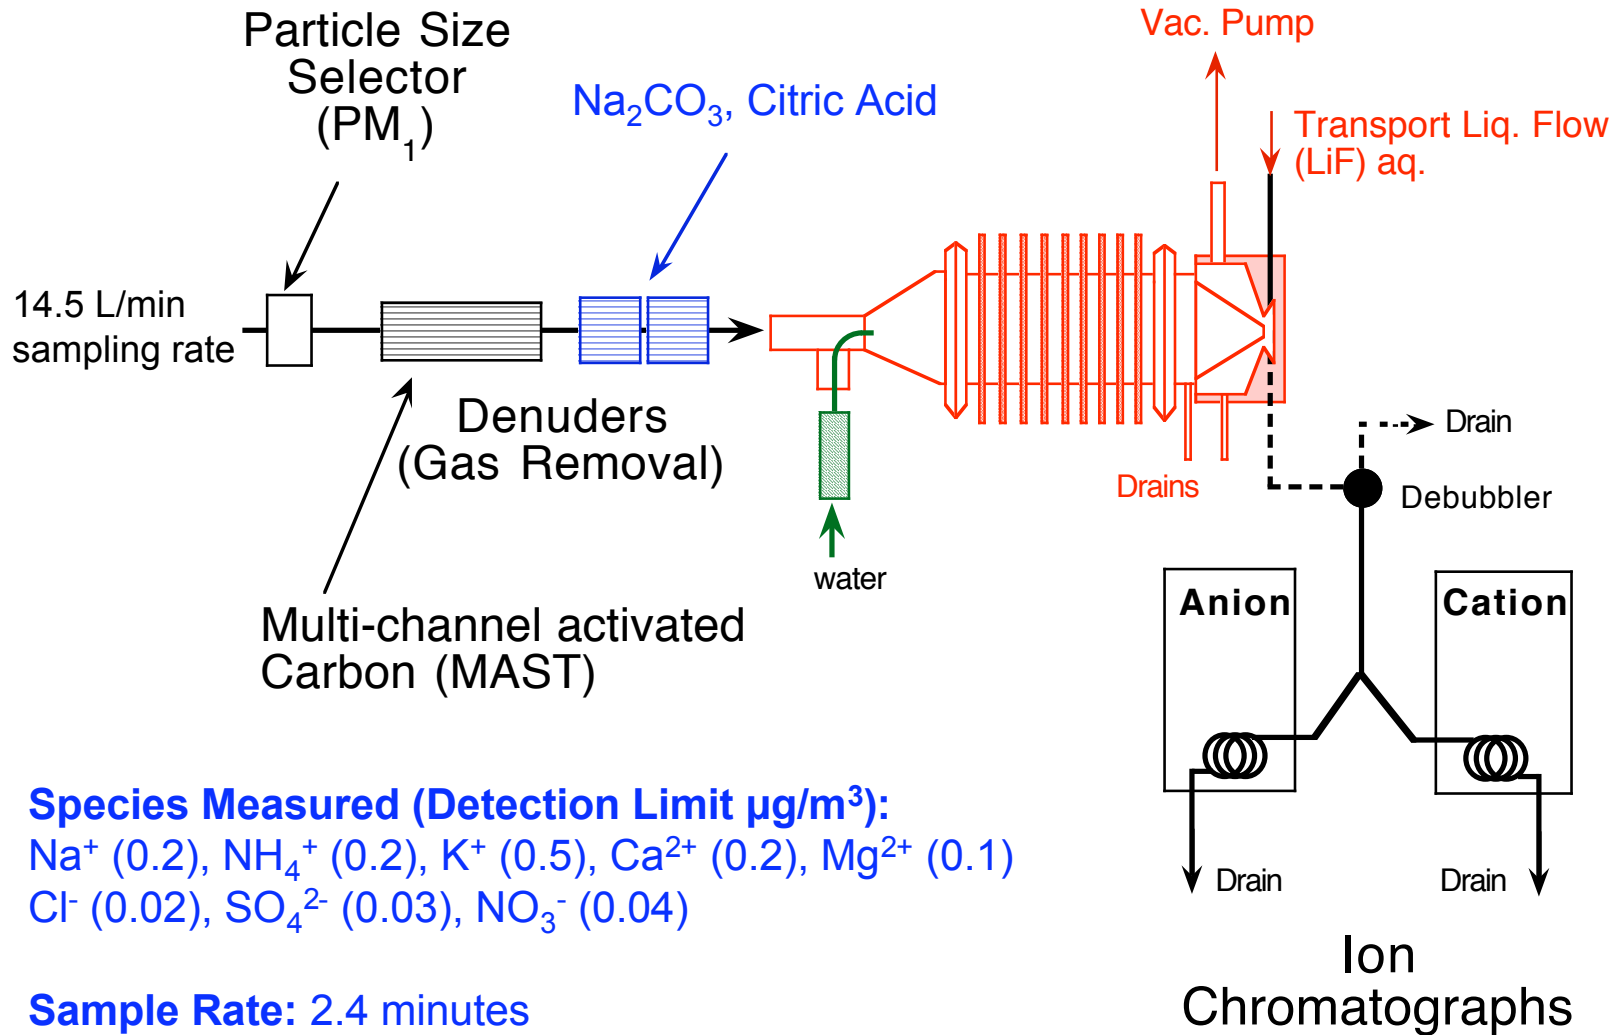 Particle Size
Selector
(PM₁)
Na₂CO₃, Citric Acid
Vac. Pump
Transport Liq. Flow
(LiF) aq.
14.5 L/min
sampling rate
Denuders
(Gas Removal)
Drains
Drain
Debubbler
water
Multi-channel activated
Carbon (MAST)
Anion
Cation
Drain
Drain
Ion
Chromatographs
Species Measured (Detection Limit µg/m³):
Na⁺ (0.2), NH₄⁺ (0.2), K⁺ (0.5), Ca²⁺ (0.2), Mg²⁺ (0.1)
Cl⁻ (0.02), SO₄²⁻ (0.03), NO₃⁻ (0.04)
Sample Rate: 2.4 minutes